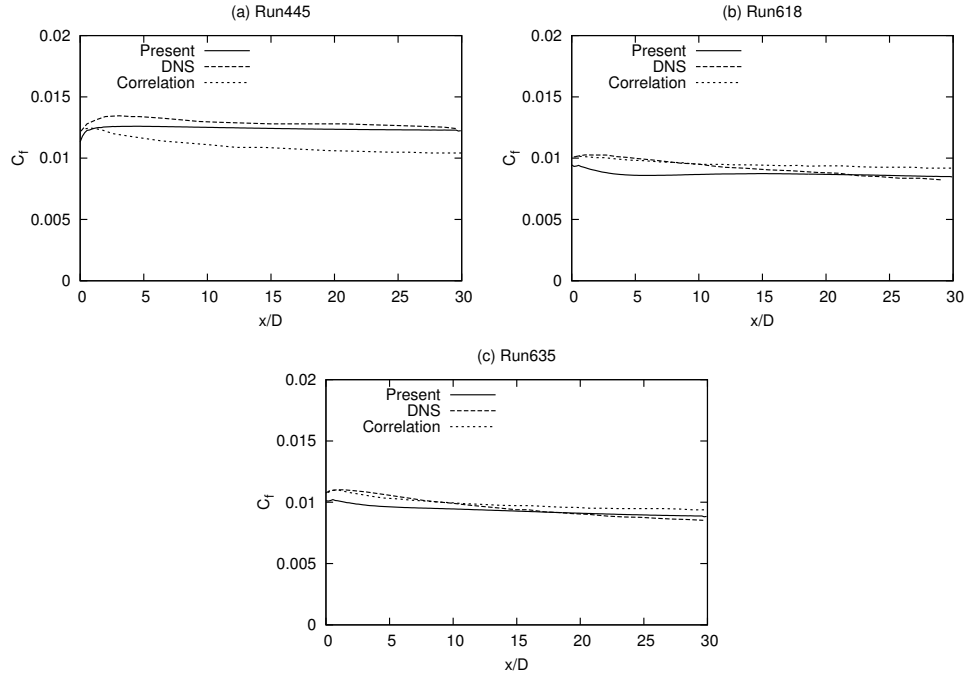 (a) Run445
0.02
0.015
0.01
0.005
0
C_f
Present
DNS
Correlation
0 5 10 15 20 25 30
x/D
(b) Run618
0.02
0.015
0.01
0.005
0
C_f
Present
DNS
Correlation
0 5 10 15 20 25 30
x/D
(c) Run635
0.02
0.015
0.01
0.005
0
C_f
Present
DNS
Correlation
0 5 10 15 20 25 30
x/D